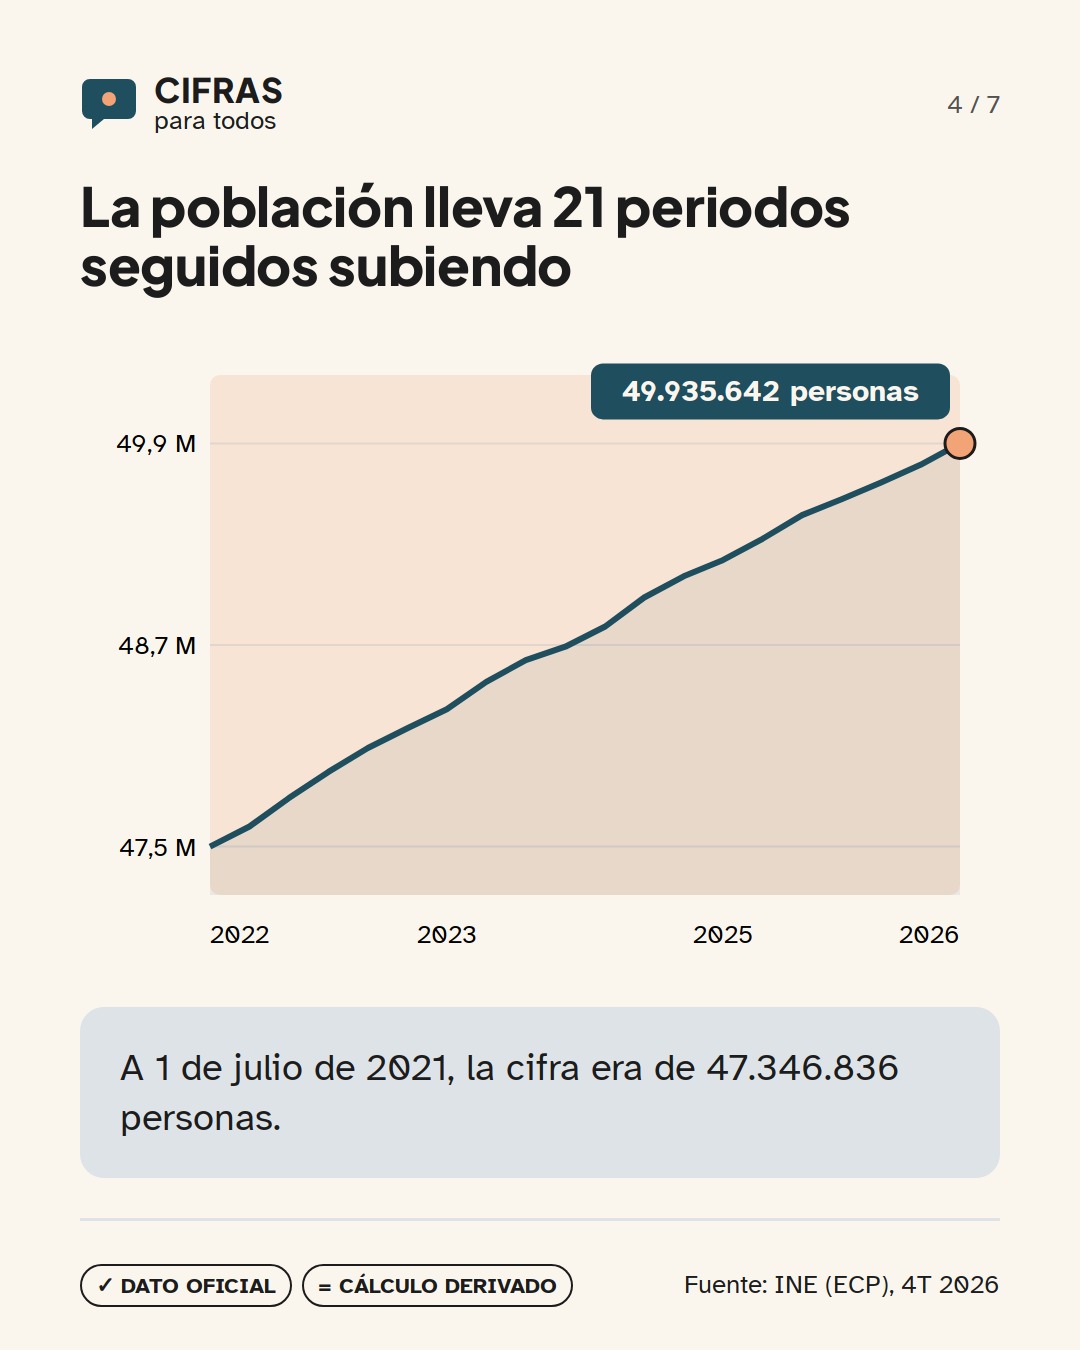 CIFRAS
para todos
4 / 7
La población lleva 21 periodos
seguidos subiendo
49.935.642 personas
49,9 M
48,7 M
47,5 M
2022 2023 2025 2026
A 1 de julio de 2021, la cifra era de 47.346.836
personas.
✓ DATO OFICIAL
= CÁLCULO DERIVADO
Fuente: INE (ECP), 4T 2026